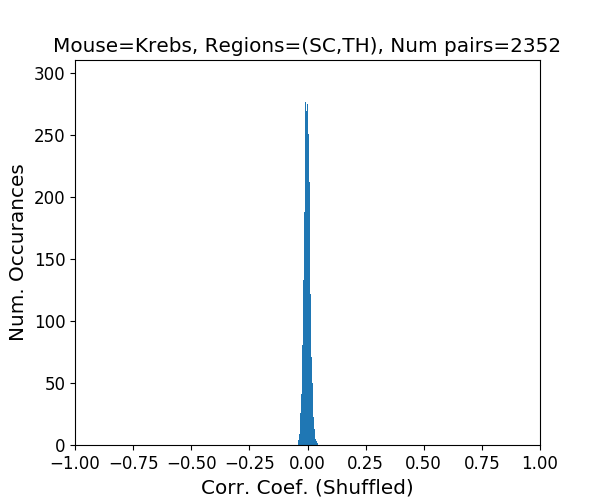 Mouse=Krebs, Regions=(SC,TH), Num pairs=2352
300
250
200
150
100
50
0
Num. Occurances
−1.00 −0.75 −0.50 −0.25 0.00 0.25 0.50 0.75 1.00
Corr. Coef. (Shuffled)